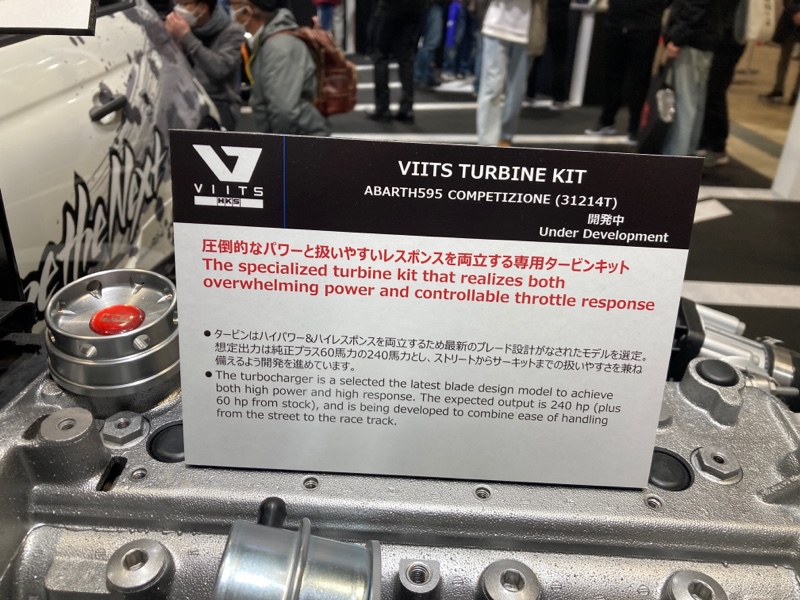 be the Next
VIITS
HKS
VIITS TURBINE KIT
ABARTH595 COMPETIZIONE (31214T)
開発中
Under Development
圧倒的なパワーと扱いやすいレスポンスを両立する専用タービンキット
The specialized turbine kit that realizes both
overwhelming power and controllable throttle response
● タービンはハイパワー&ハイレスポンスを両立するため最新のブレード設計がなされたモデルを選定。
想定出力は純正プラス60馬力の240馬力とし、ストリートからサーキットまでの扱いやすさを兼ね
備えるよう開発を進めています。
● The turbocharger is a selected the latest blade design model to achieve
both high power and high response. The expected output is 240 hp (plus
60 hp from stock), and is being developed to combine ease of handling
from the street to the race track.